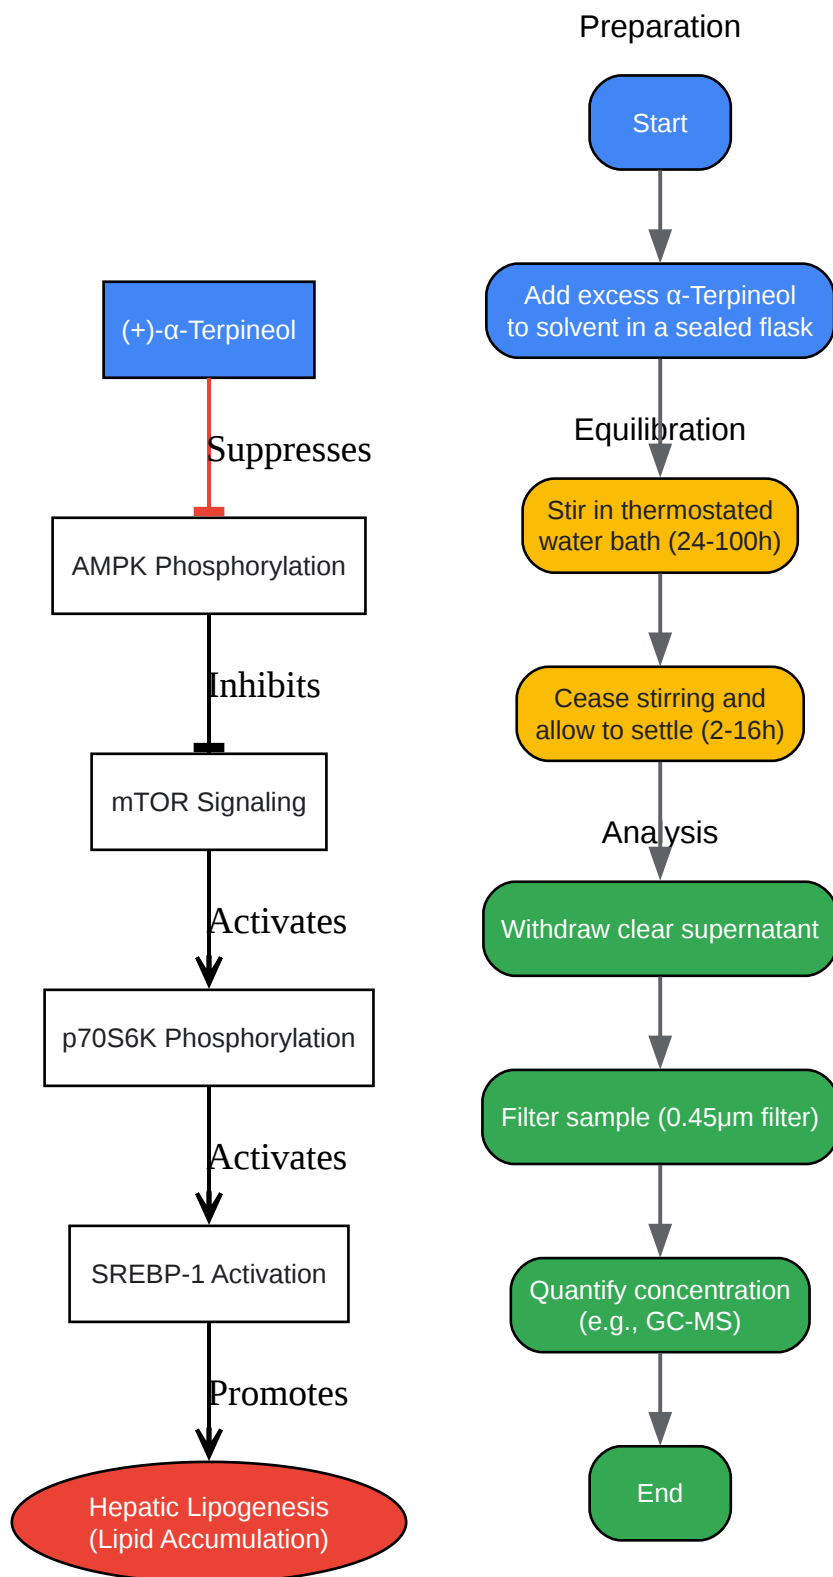 (+)-α-Terpineol
Suppresses
AMPK Phosphorylation
Inhibits
mTOR Signaling
Activates
p70S6K Phosphorylation
Activates
SREBP-1 Activation
Promotes
Hepatic Lipogenesis
(Lipid Accumulation)
Preparation
Start
Add excess α-Terpineol
to solvent in a sealed flask
Equilibration
Stir in thermostated
water bath (24-100h)
Cease stirring and
allow to settle (2-16h)
Analysis
Withdraw clear supernatant
Filter sample (0.45μm filter)
Quantify concentration
(e.g., GC-MS)
End